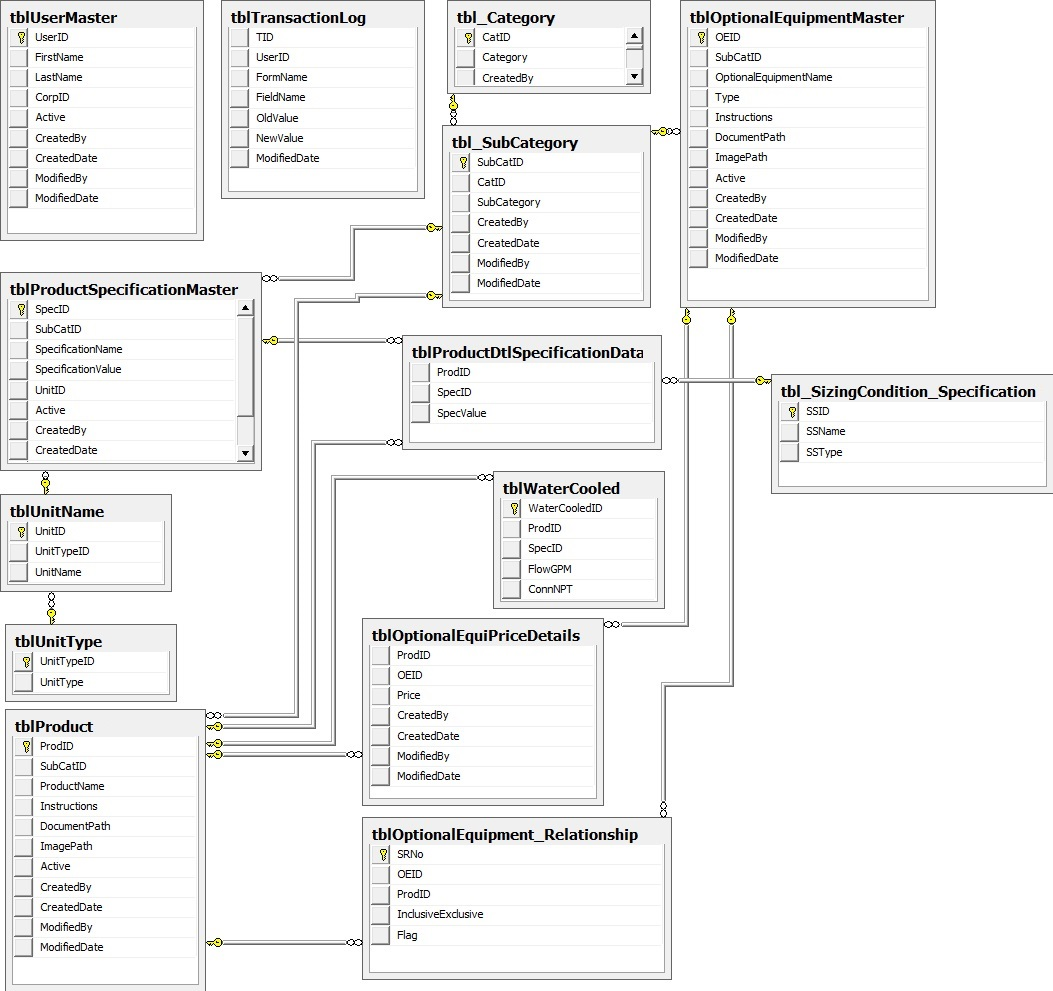 tblUserMaster
UserID
FirstName
LastName
CorpID
Active
CreatedBy
CreatedDate
ModifiedBy
ModifiedDate
tblTransactionLog
TID
UserID
FormName
FieldName
OldValue
NewValue
ModifiedDate
tbl_Category
CatID
Category
CreatedBy
tblOptionalEquipmentMaster
OEID
SubCatID
OptionalEquipmentName
Type
Instructions
DocumentPath
ImagePath
Active
CreatedBy
CreatedDate
ModifiedBy
ModifiedDate
tbl_SubCategory
SubCatID
CatID
SubCategory
CreatedBy
CreatedDate
ModifiedBy
ModifiedDate
tblProductSpecificationMaster
SpecID
SubCatID
SpecificationName
SpecificationValue
UnitID
Active
CreatedBy
CreatedDate
tblProductDtlSpecificationData
ProdID
SpecID
SpecValue
tbl_SizingCondition_Specification
SSID
SSName
SSType
tblWaterCooled
WaterCooledID
ProdID
SpecID
FlowGPM
ConnNPT
tblUnitName
UnitID
UnitTypeID
UnitName
tblUnitType
UnitTypeID
UnitType
tblOptionalEquiPriceDetails
ProdID
OEID
Price
CreatedBy
CreatedDate
ModifiedBy
ModifiedDate
tblProduct
ProdID
SubCatID
ProductName
Instructions
DocumentPath
ImagePath
Active
CreatedBy
CreatedDate
ModifiedBy
ModifiedDate
tblOptionalEquipment_Relationship
SRNo
OEID
ProdID
InclusiveExclusive
Flag